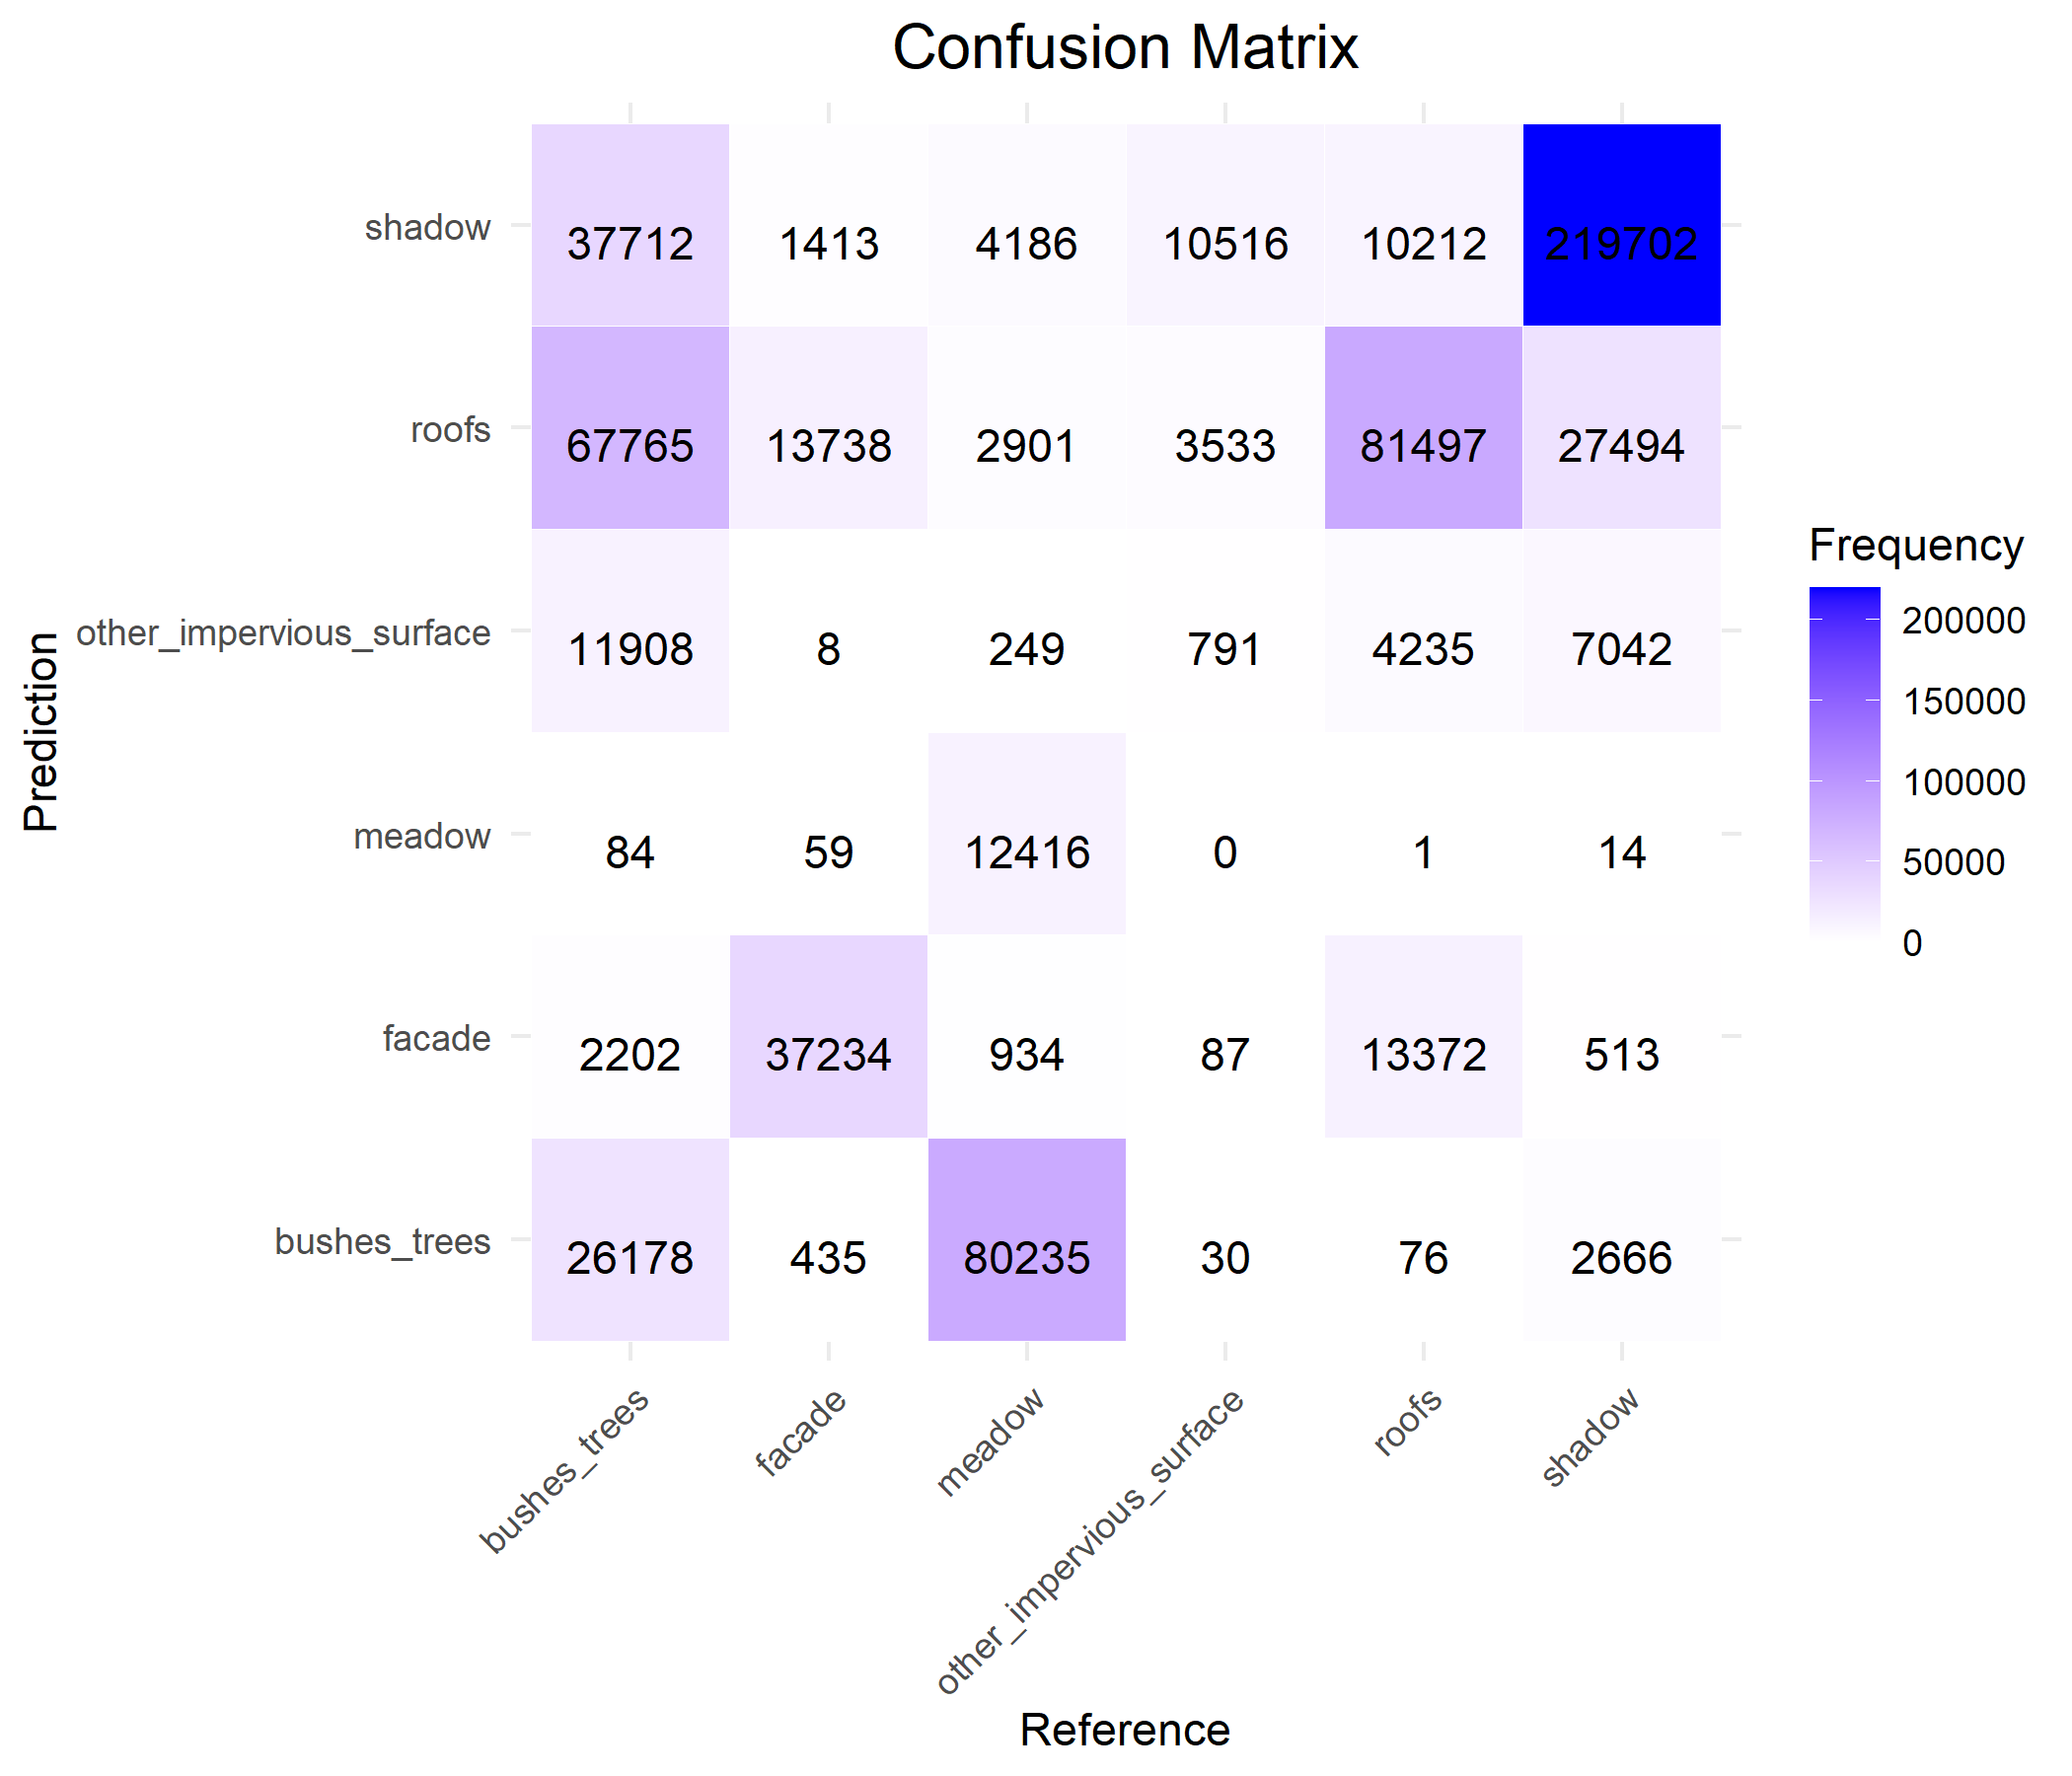 Confusion Matrix
shadow 37712 1413 4186 10516 10212 219702
roofs 67765 13738 2901 3533 81497 27494
other_impervious_surface 11908 8 249 791 4235 7042
meadow 84 59 12416 0 1 14
facade 2202 37234 934 87 13372 513
bushes_trees 26178 435 80235 30 76 2666
Prediction
bushes_trees
facade
meadow
other_impervious_surface
roofs
shadow
Reference
Frequency
200000
150000
100000
50000
0